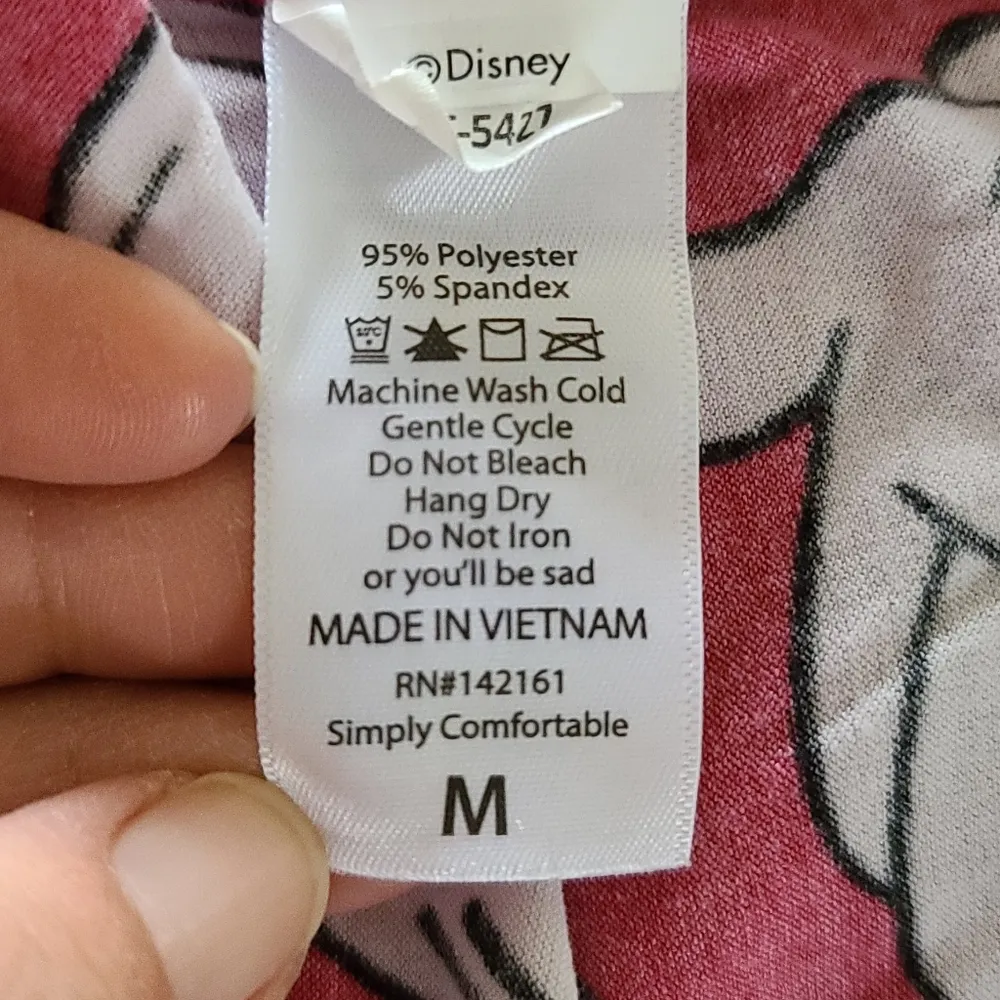 ©Disney
-5427
95% Polyester
5% Spandex
Machine Wash Cold
Gentle Cycle
Do Not Bleach
Hang Dry
Do Not Iron
or you'll be sad
MADE IN VIETNAM
RN#142161
Simply Comfortable
M